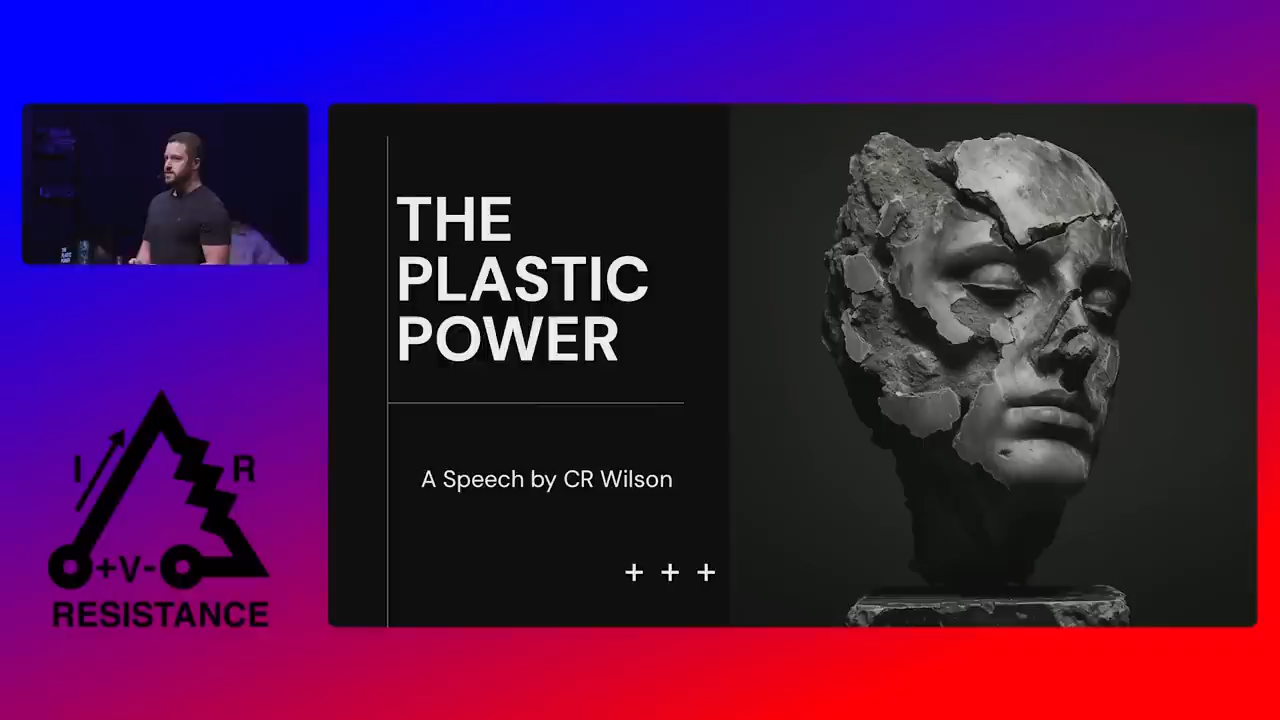 THE
PLASTIC
POWER
A Speech by CR Wilson
+ + +
I
R
+V-
RESISTANCE